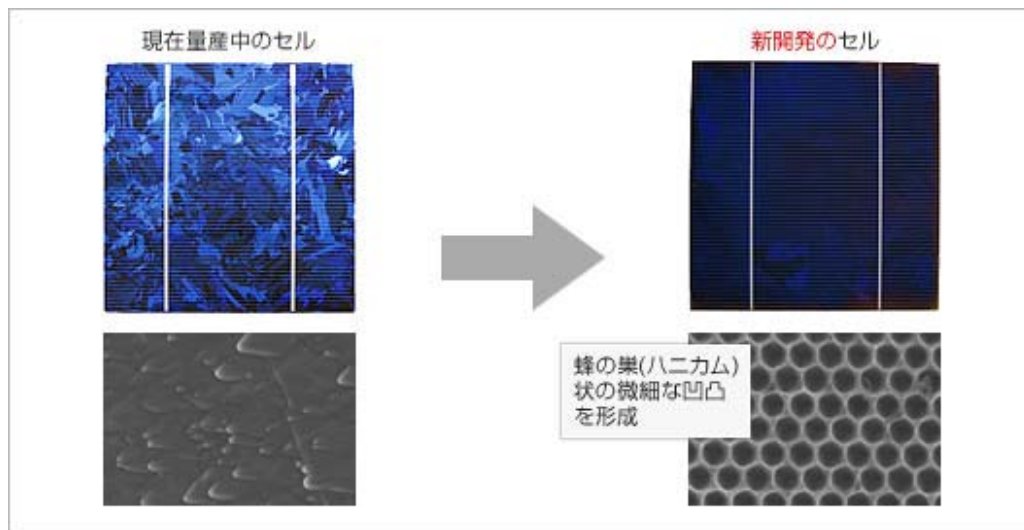 現在量産中のセル
新開発のセル
蜂の巣(ハニカム)
状の微細な凹凸
を形成